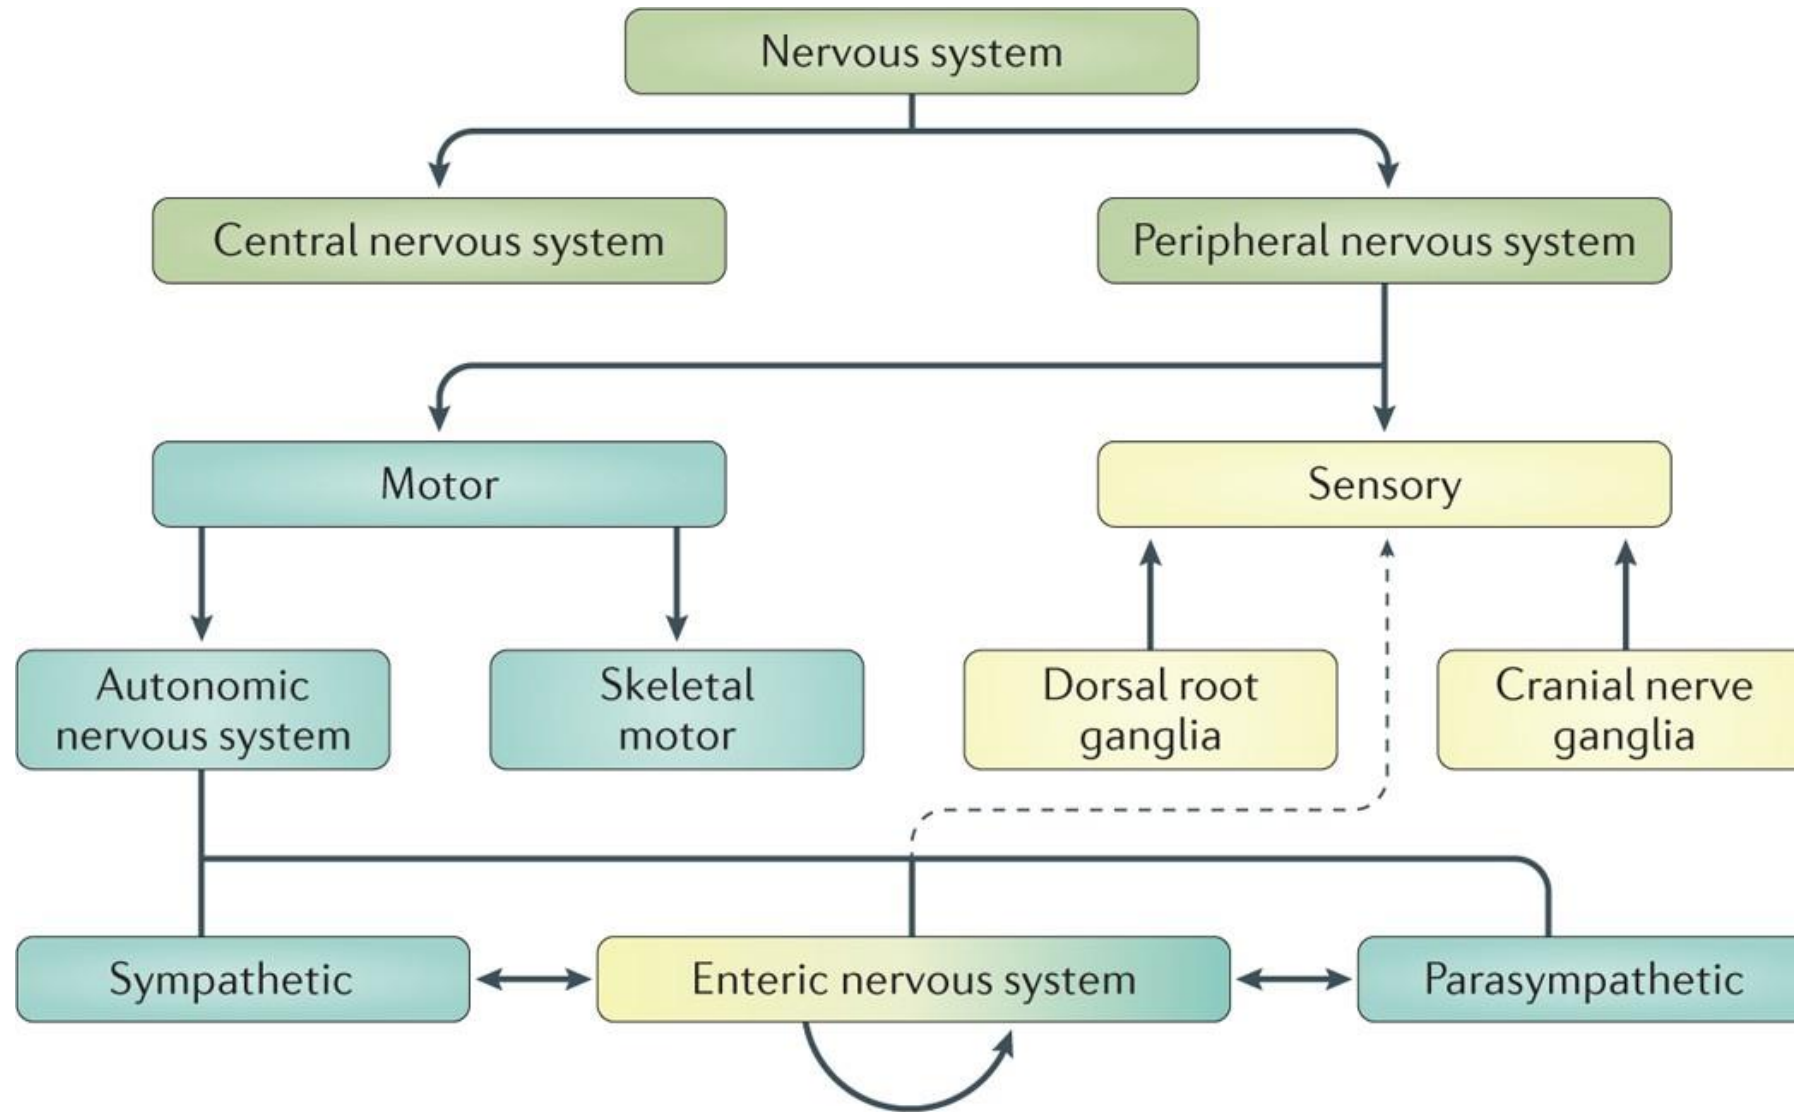 Nervous system
Central nervous system
Peripheral nervous system
Motor
Sensory
Autonomic
nervous system
Skeletal
motor
Dorsal root
ganglia
Cranial nerve
ganglia
Sympathetic
Enteric nervous system
Parasympathetic